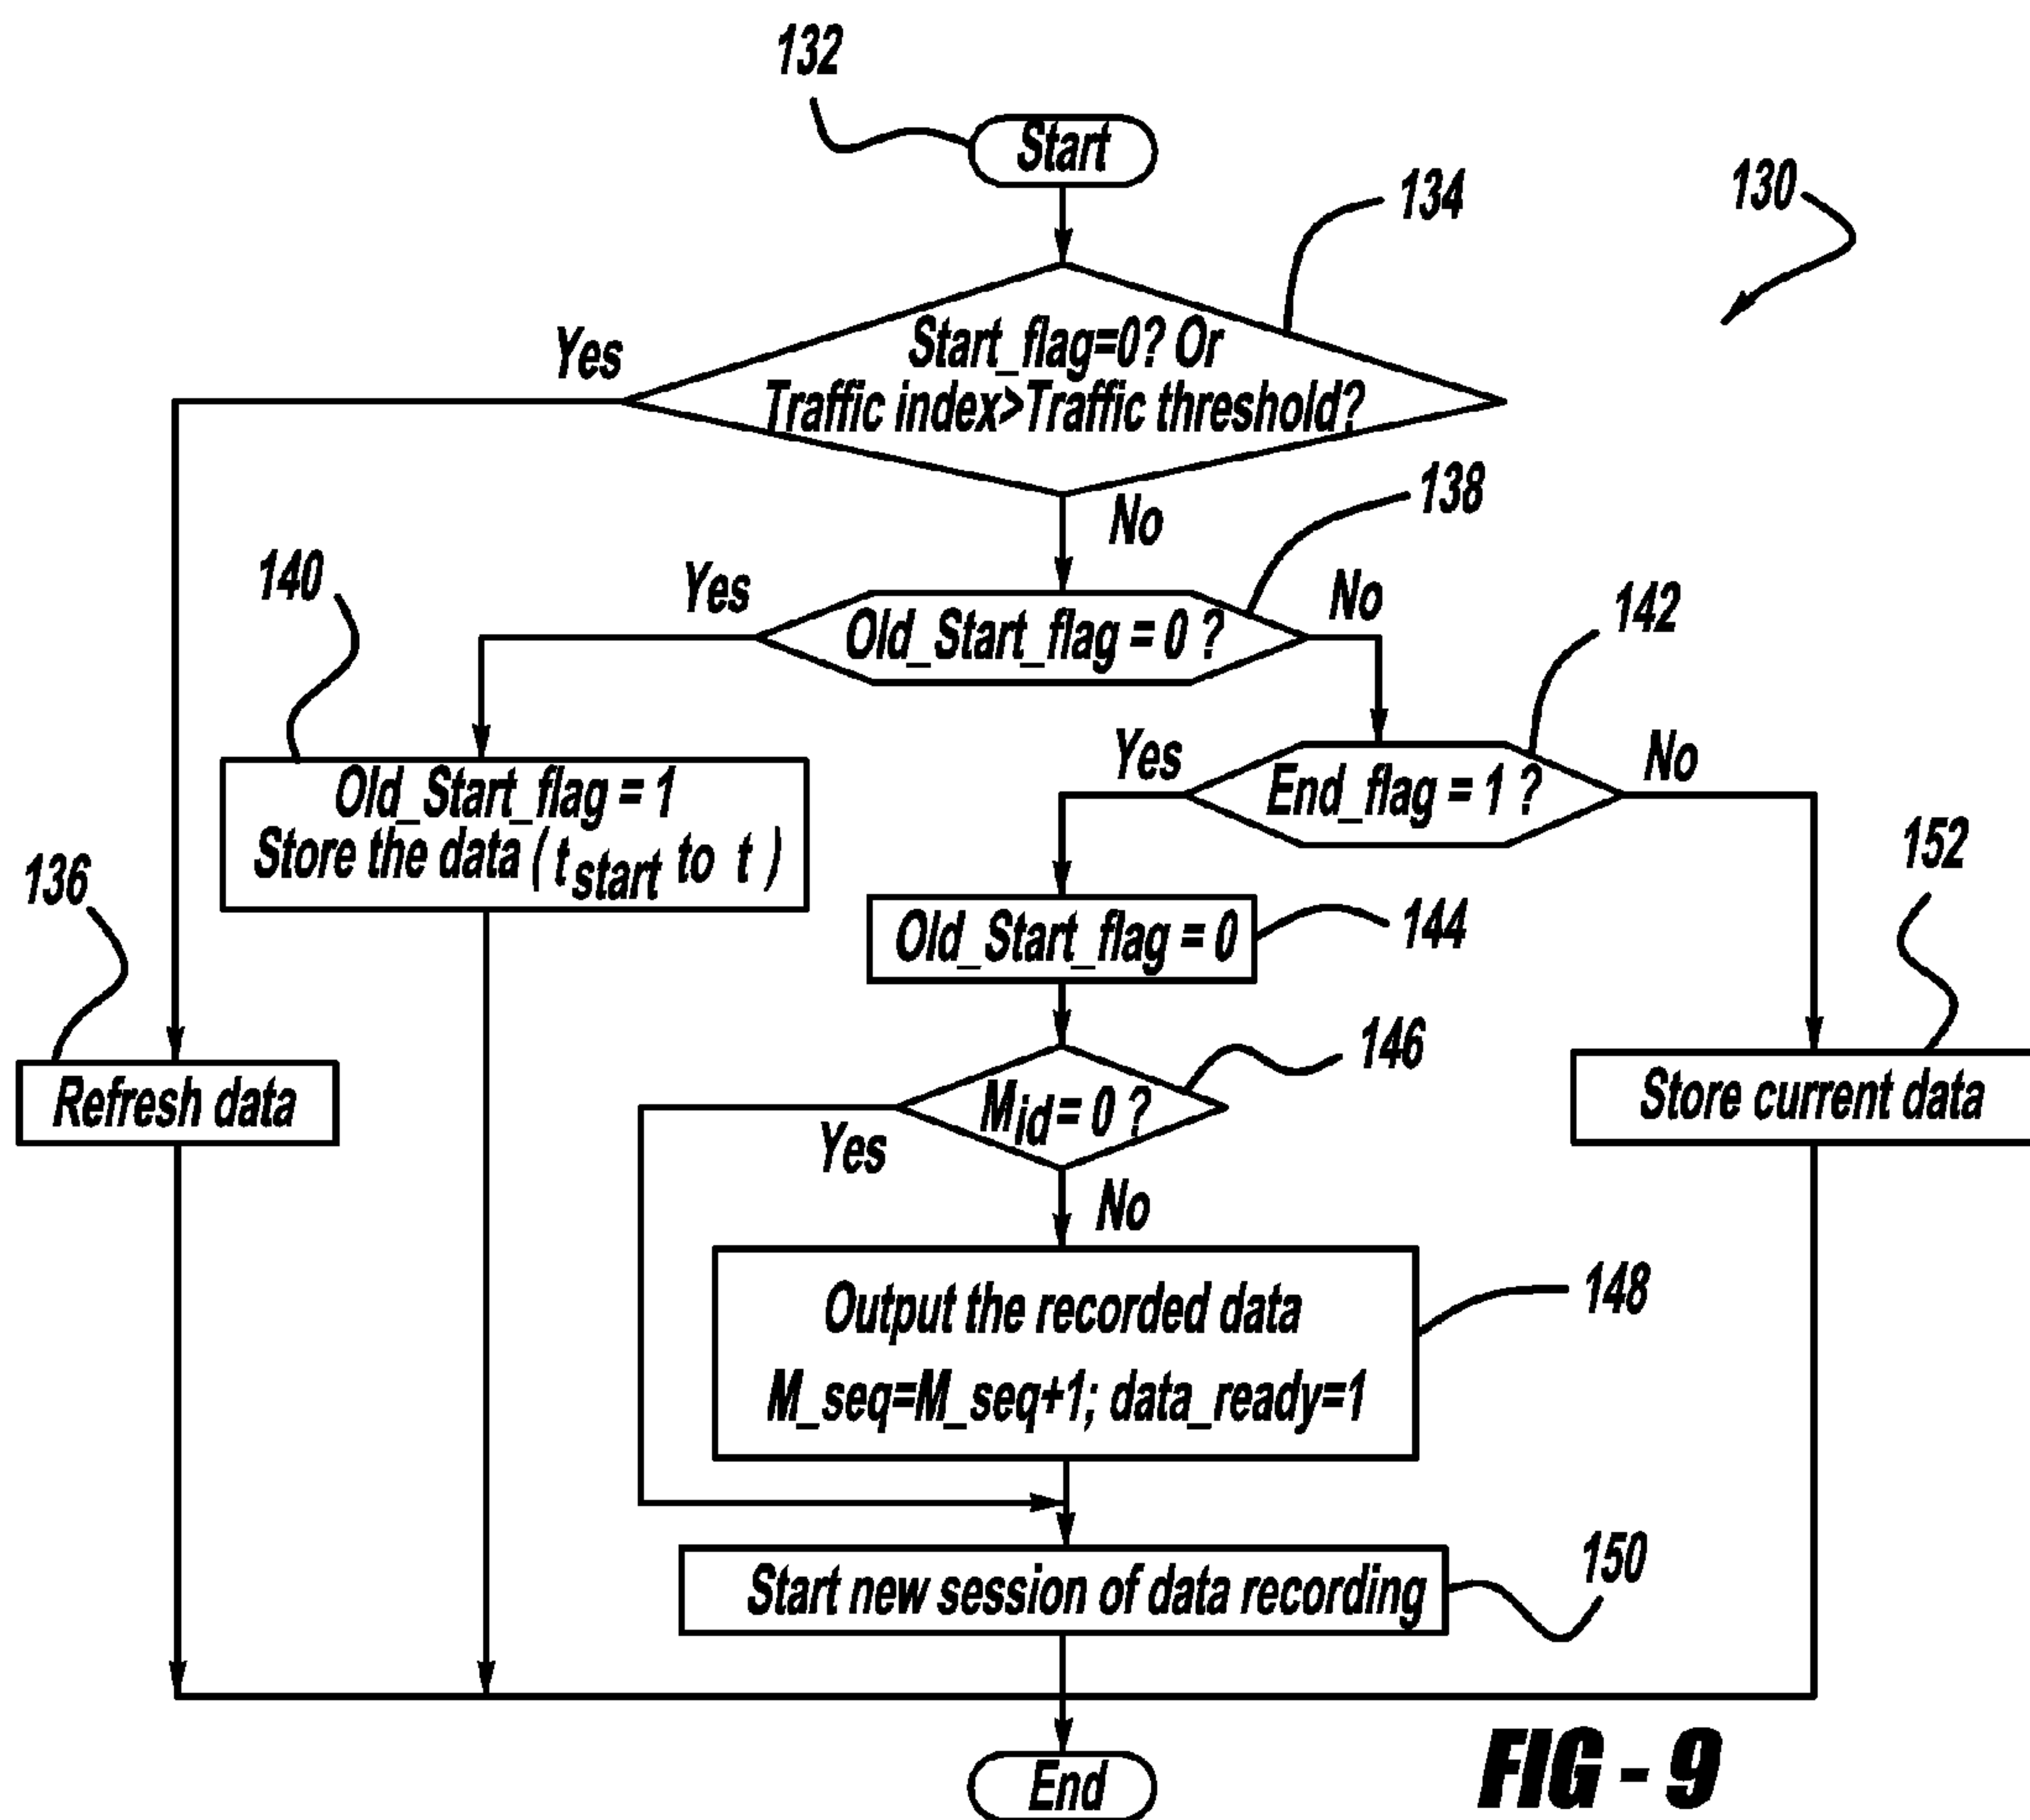 132
Start
134
130
Start_flag=0? Or
Traffic index>Traffic threshold?
Yes
No
138
140
Yes
Old_Start_flag = 0 ?
No
142
Old_Start_flag = 1
Store the data ( tstart to t )
Yes
End_flag = 1 ?
No
136
152
Old_Start_flag = 0
144
146
Refresh data
Mid = 0 ?
Store current data
Yes
No
Output the recorded data
M_seq=M_seq+1; data_ready=1
148
150
Start new session of data recording
End
FIG - 9